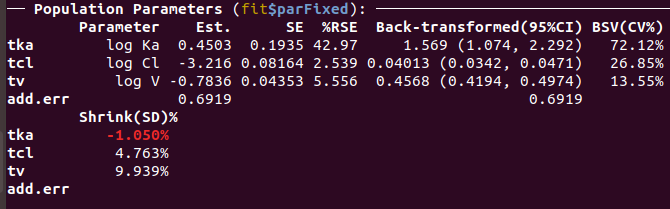 Population Parameters (fit$parFixed):
Parameter Est. SE %RSE Back-transformed(95%CI) BSV(CV%)
tka log Ka 0.4503 0.1935 42.97 1.569 (1.074, 2.292) 72.12%
tcl log Cl -3.216 0.08164 2.539 0.04013 (0.0342, 0.0471) 26.85%
tv log V -0.7836 0.04353 5.556 0.4568 (0.4194, 0.4974) 13.55%
add.err 0.6919 0.6919
Shrink(SD)%
tka -1.050%
tcl 4.763%
tv 9.939%
add.err